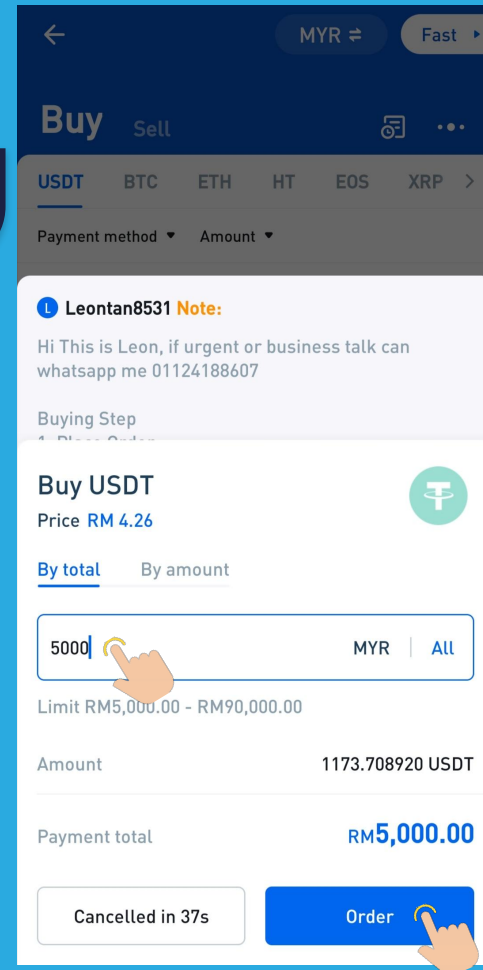 MYR ⇌ Fast
Buy Sell
USDT BTC ETH HT EOS XRP >
Payment method ▼ Amount ▼
L Leontan8531 Note:
Hi This is Leon, if urgent or business talk can
whatsapp me 01124188607
Buying Step
1. Place Order
Buy USDT
Price RM 4.26
By total By amount
5000 MYR | All
Limit RM5,000.00 - RM90,000.00
Amount 1173.708920 USDT
Payment total RM5,000.00
Cancelled in 37s Order